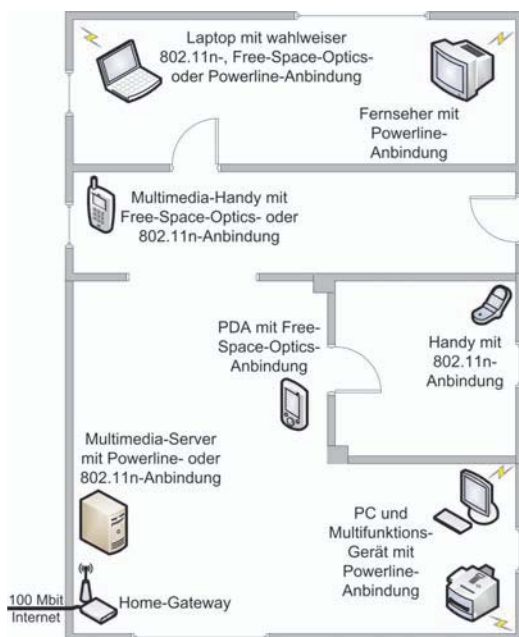 Laptop mit wahlweiser
802.11n-, Free-Space-Optics-
oder Powerline-Anbindung
Fernseher mit
Powerline-
Anbindung
Multimedia-Handy mit
Free-Space-Optics- oder
802.11n-Anbindung
PDA mit Free-
Space-Optics-
Anbindung
Handy mit
802.11n-
Anbindung
Multimedia-Server
mit Powerline- oder
802.11n-Anbindung
PC und
Multifunktions-
Gerät mit
Powerline-
Anbindung
100 Mbit
Internet
Home-Gateway